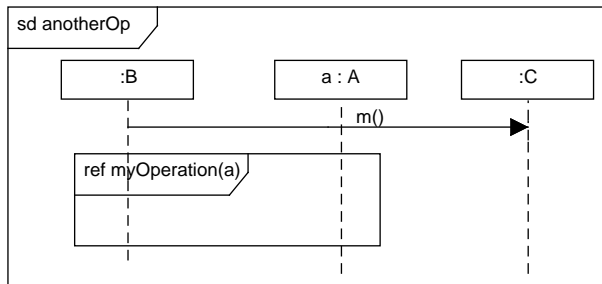 sd anotherOp
:B
a : A
:C
m()
ref myOperation(a)